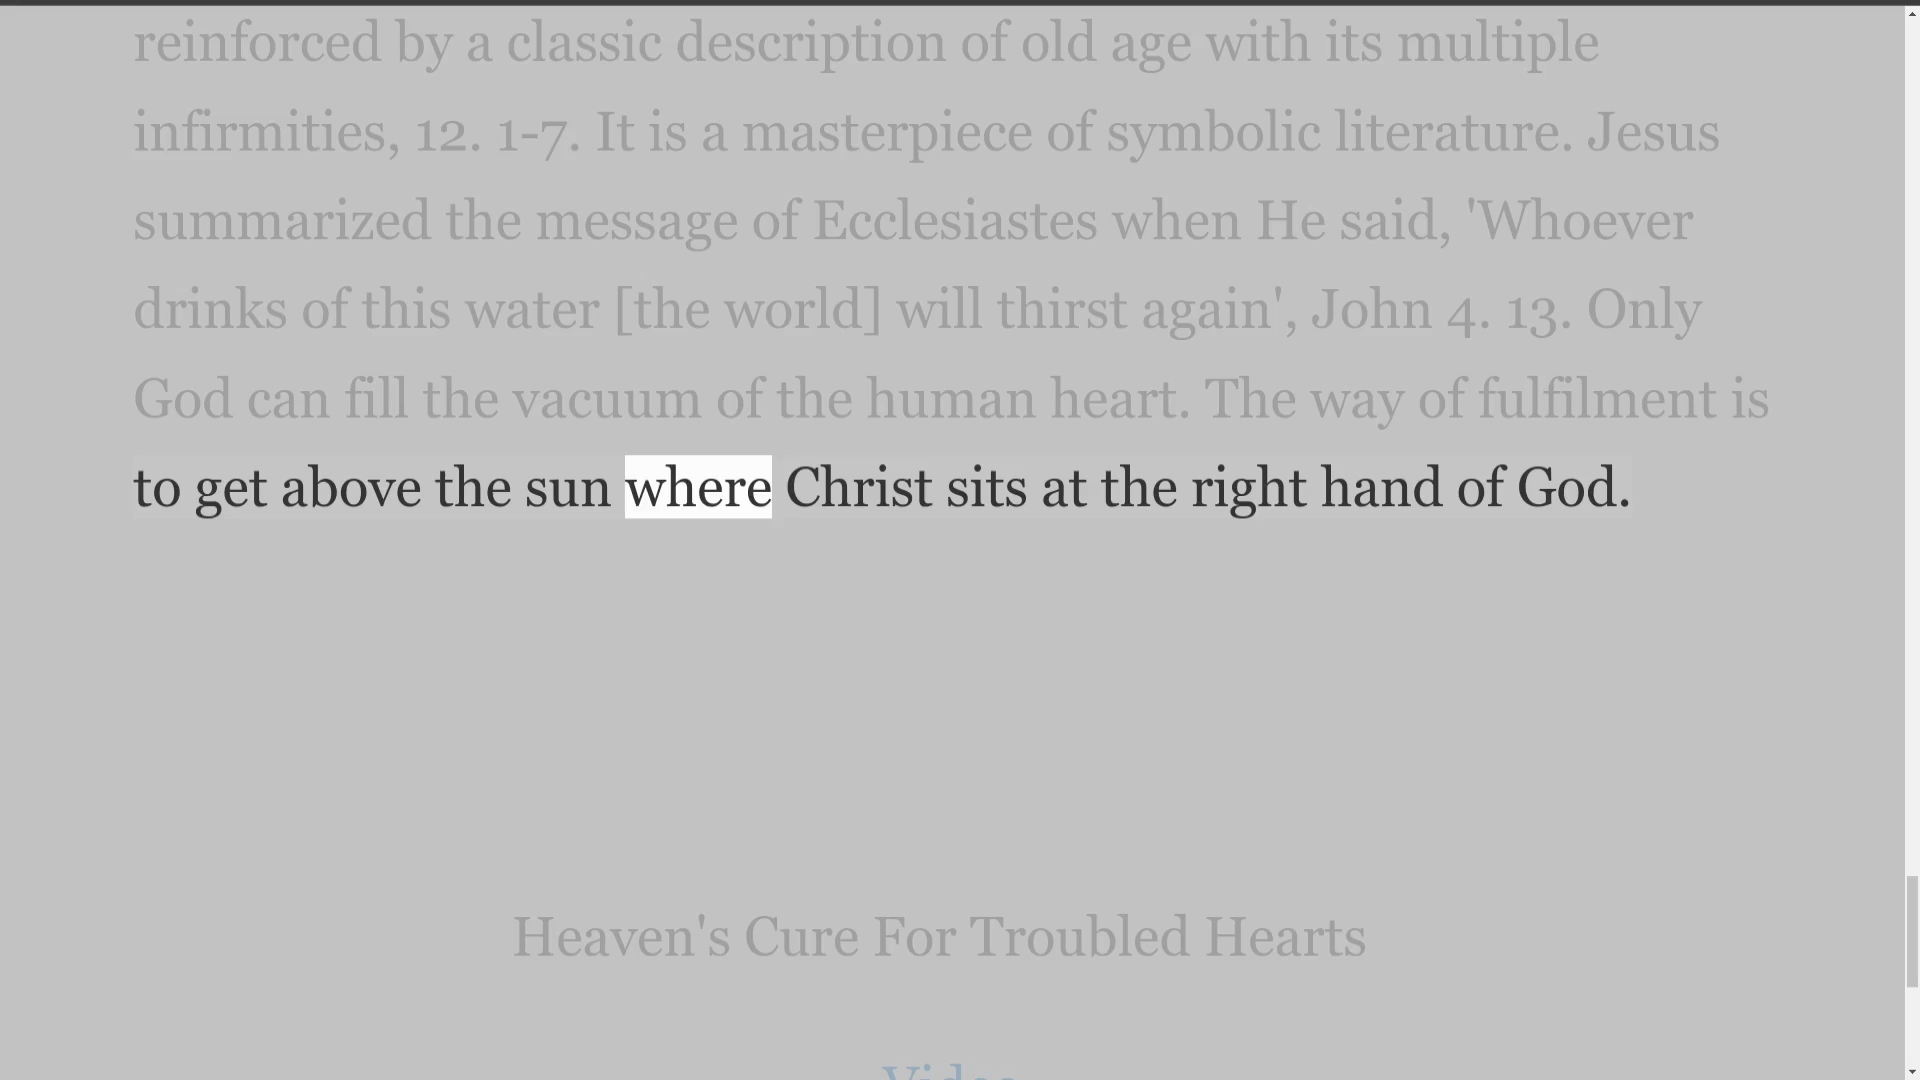 reinforced by a classic description of old age with its multiple
infirmities, 12. 1-7. It is a masterpiece of symbolic literature. Jesus
summarized the message of Ecclesiastes when He said, 'Whoever
drinks of this water [the world] will thirst again', John 4. 13. Only
God can fill the vacuum of the human heart. The way of fulfilment is
to get above the sun where Christ sits at the right hand of God.
Heaven's Cure For Troubled Hearts
Video